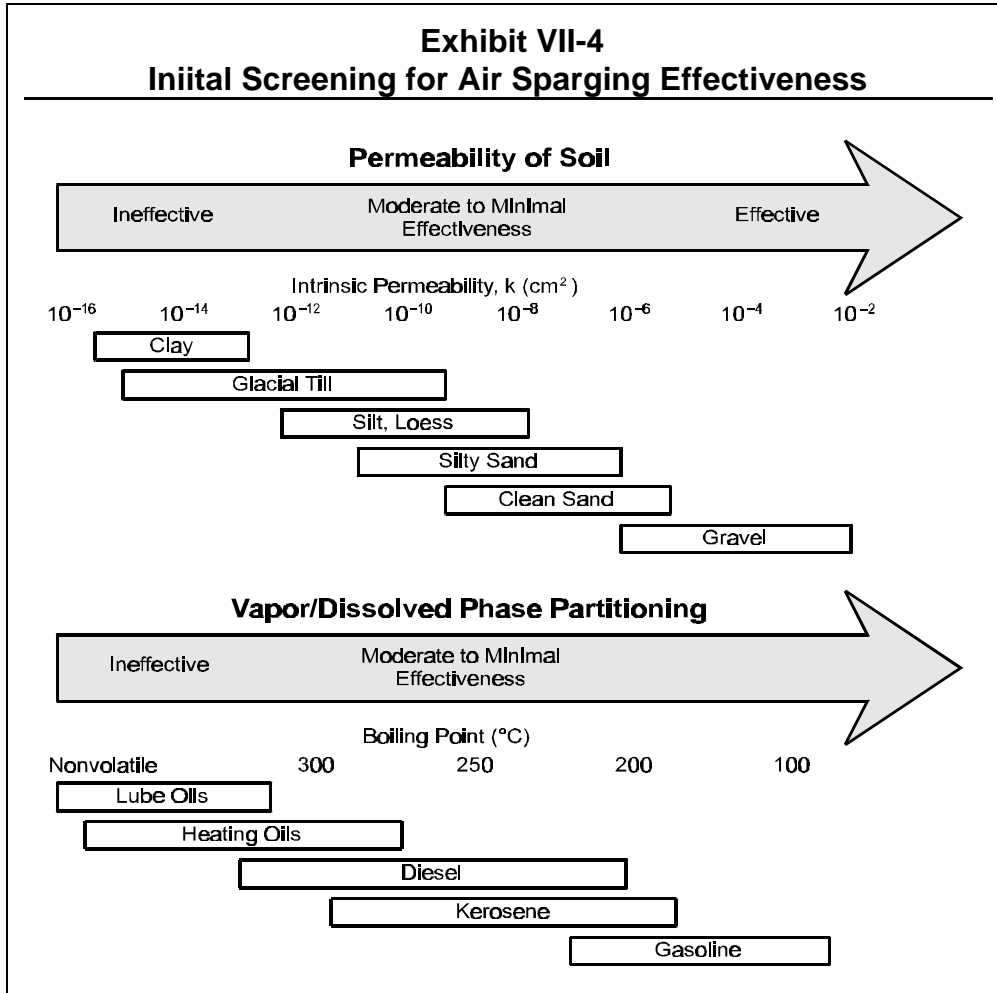 Exhibit VII-4
Iniital Screening for Air Sparging Effectiveness
Permeability of Soil
Ineffective
Moderate to Minimal
Effectiveness
Effective
Intrinsic Permeability, k (cm²)
10⁻¹⁶ 10⁻¹⁴ 10⁻¹² 10⁻¹⁰ 10⁻⁸ 10⁻⁶ 10⁻⁴ 10⁻²
Clay
Glacial Till
Silt, Loess
Silty Sand
Clean Sand
Gravel
Vapor/Dissolved Phase Partitioning
Ineffective
Moderate to Minimal
Effectiveness
Boiling Point (°C)
Nonvolatile 300 250 200 100
Lube Oils
Heating Oils
Diesel
Kerosene
Gasoline